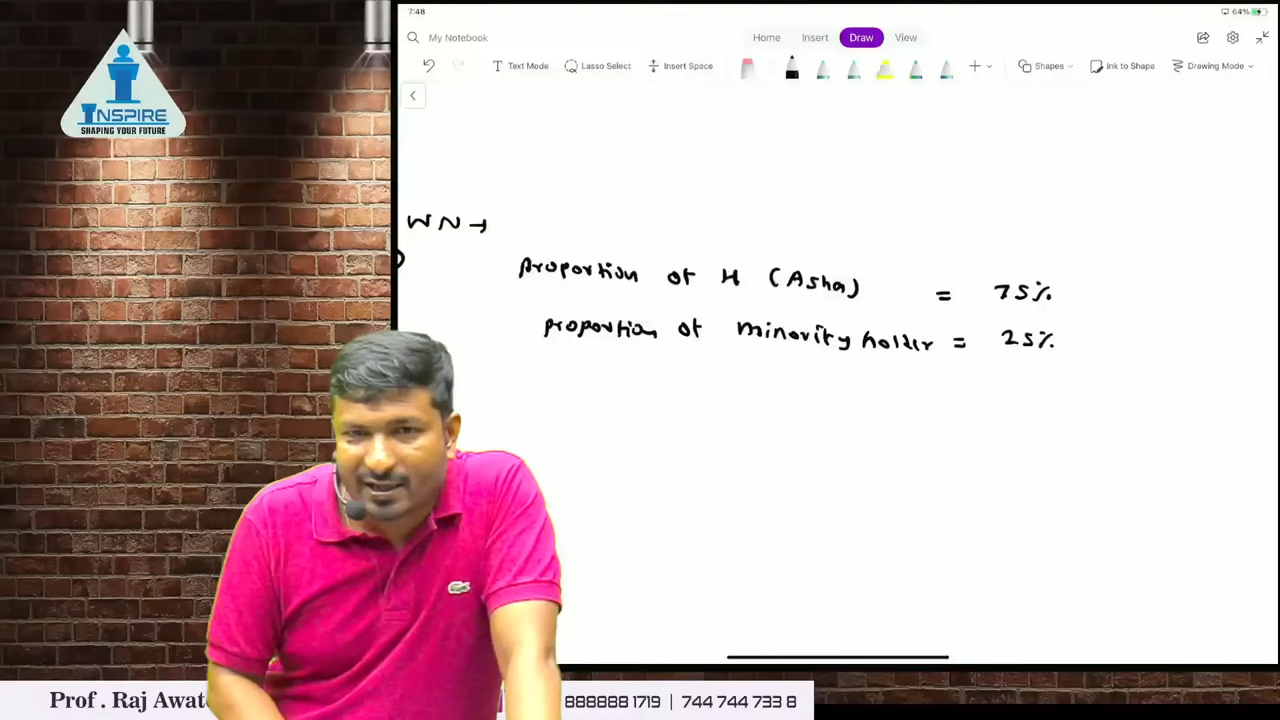 7:48
64%
My Notebook
Home Insert Draw View
Text Mode Lasso Select Insert Space Shapes Ink to Shape Drawing Mode
INSPIRE
SHAPING YOUR FUTURE
WN →
Proportion of H (Asha) = 75%
Proportion of minority holder = 25%
Prof . Raj Awat
888888 1719 | 744 744 733 8